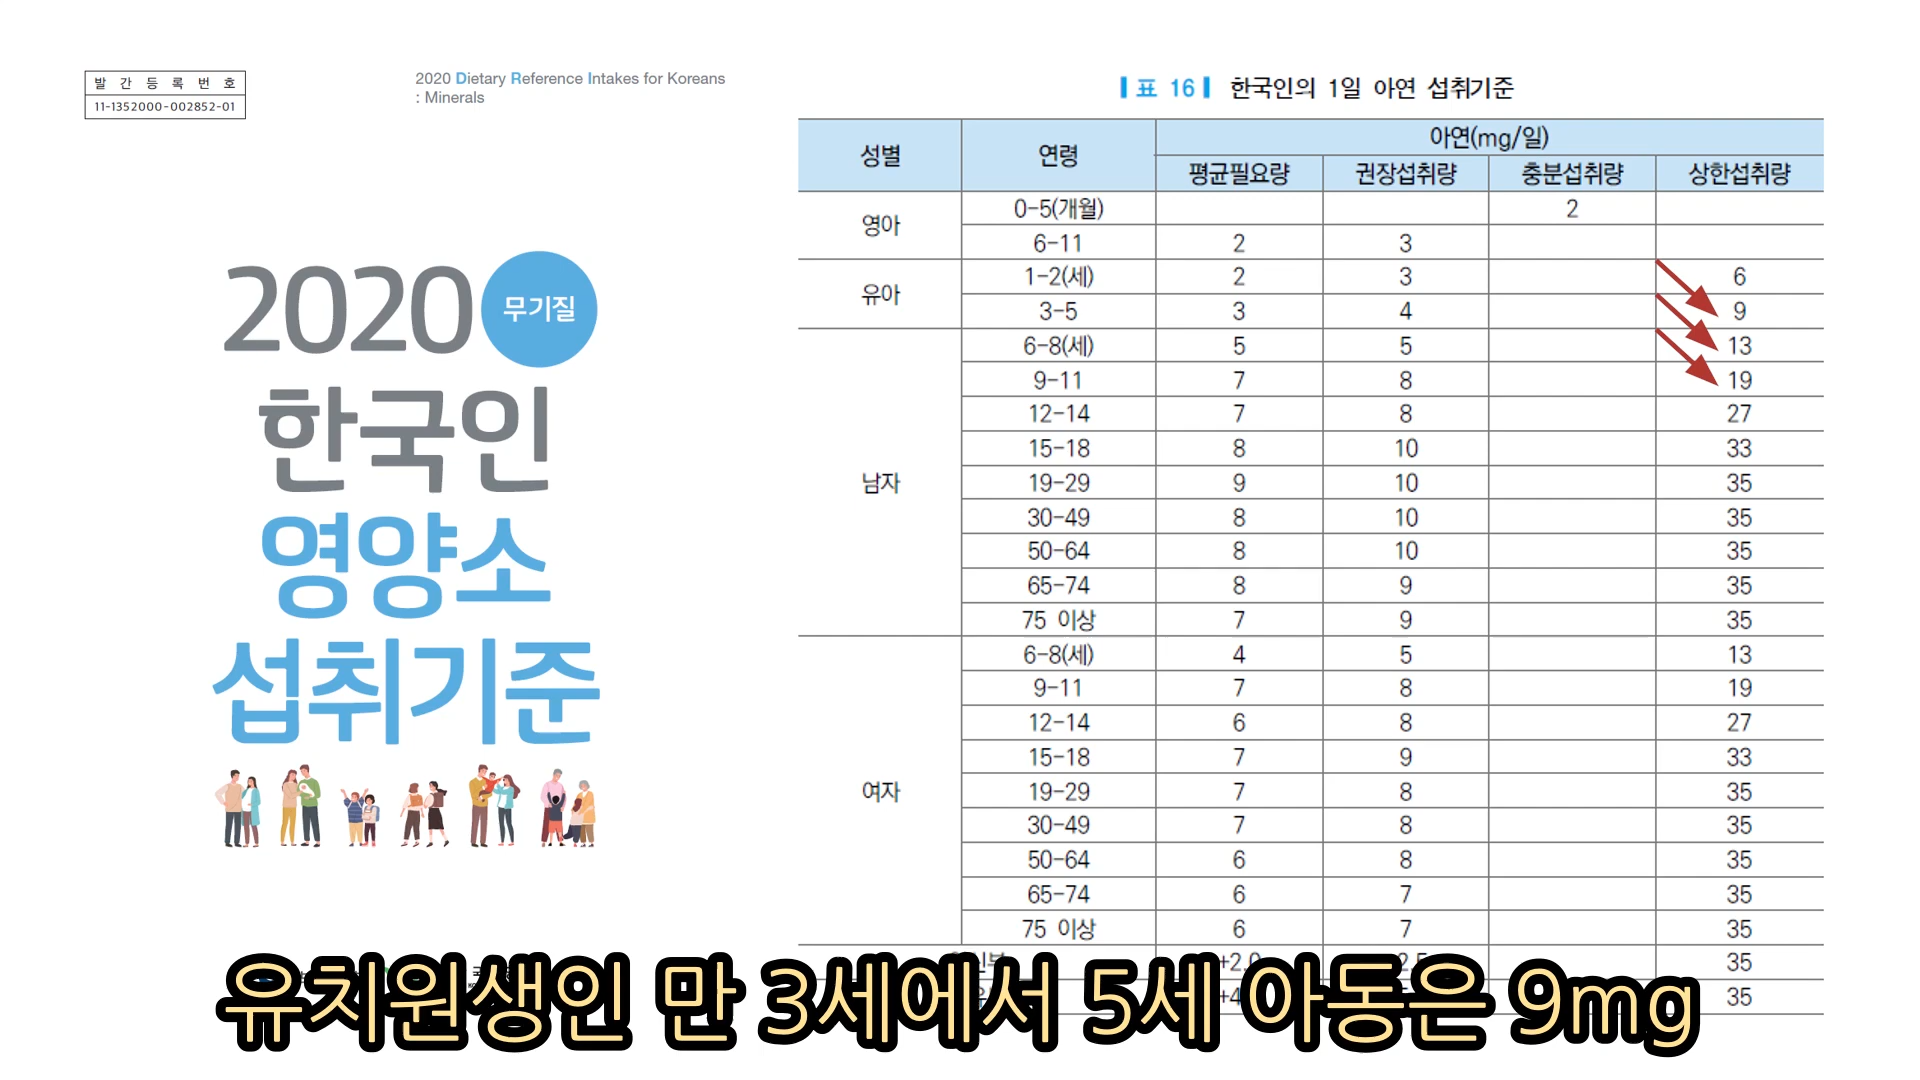 발 간 등 록 번 호
11-1352000-002852-01
2020 Dietary Reference Intakes for Koreans
: Minerals
2020 무기질
한국인
영양소
섭취기준
표 16 한국인의 1일 아연 섭취기준
성별 연령 아연(mg/일)
평균필요량 권장섭취량 충분섭취량 상한섭취량
영아 0-5(개월) 2
6-11 2 3
유아 1-2(세) 2 3 6
3-5 3 4 9
남자 6-8(세) 5 5 13
9-11 7 8 19
12-14 7 8 27
15-18 8 10 33
19-29 9 10 35
30-49 8 10 35
50-64 8 10 35
65-74 8 9 35
75 이상 7 9 35
여자 6-8(세) 4 5 13
9-11 7 8 19
12-14 6 8 27
15-18 7 9 33
19-29 7 8 35
30-49 7 8 35
50-64 6 8 35
65-74 6 7 35
75 이상 6 7 35
35
35
유치원생인 만 3세에서 5세 아동은 9mg